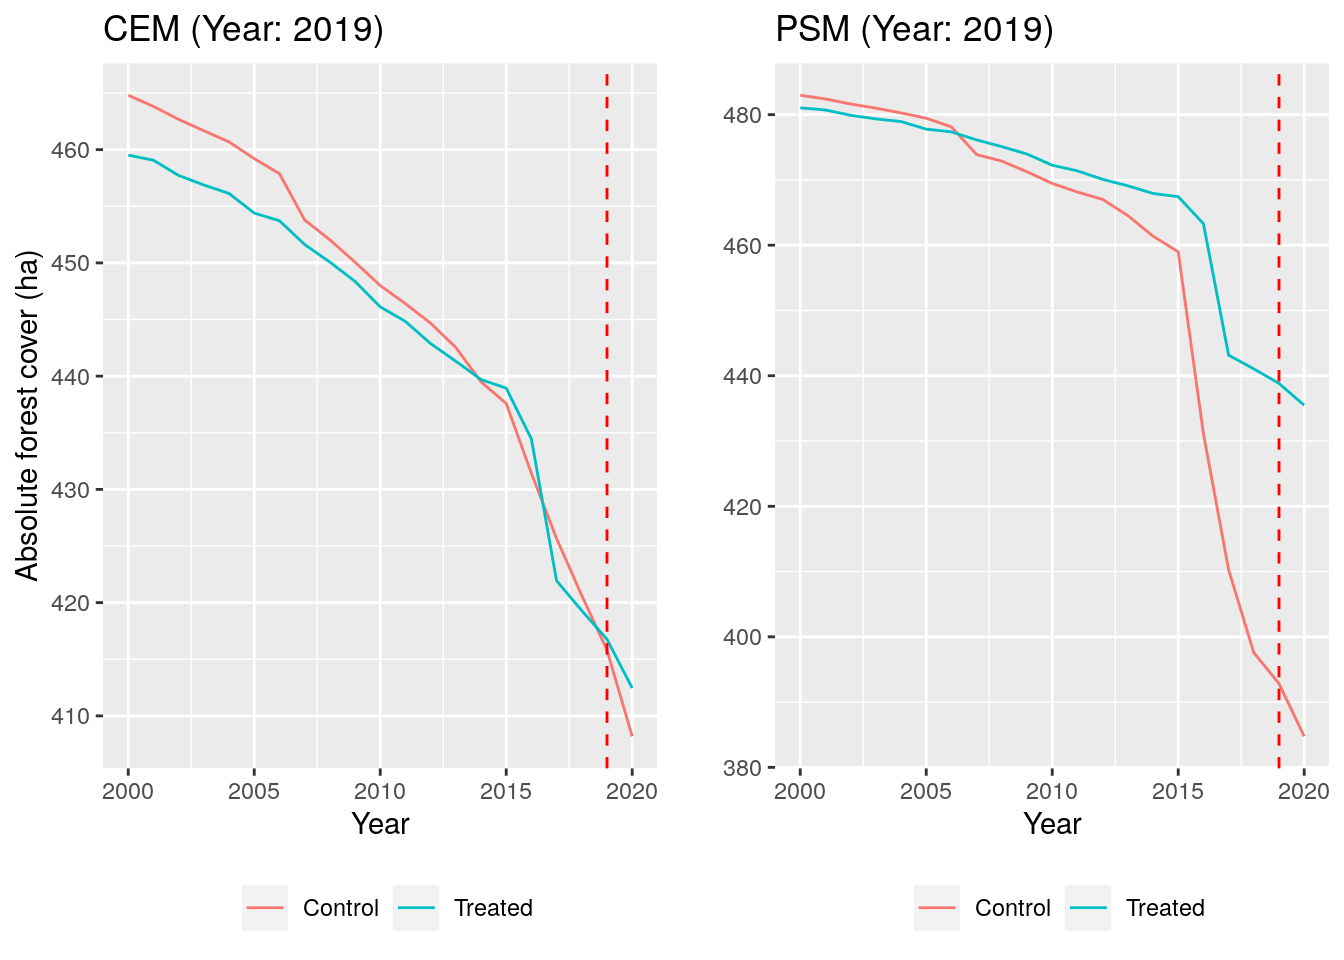 CEM (Year: 2019)
Absolute forest cover (ha)
460
450
440
430
420
410
2000 2005 2010 2015 2020
Year
Control Treated
PSM (Year: 2019)
480
460
440
420
400
380
2000 2005 2010 2015 2020
Year
Control Treated